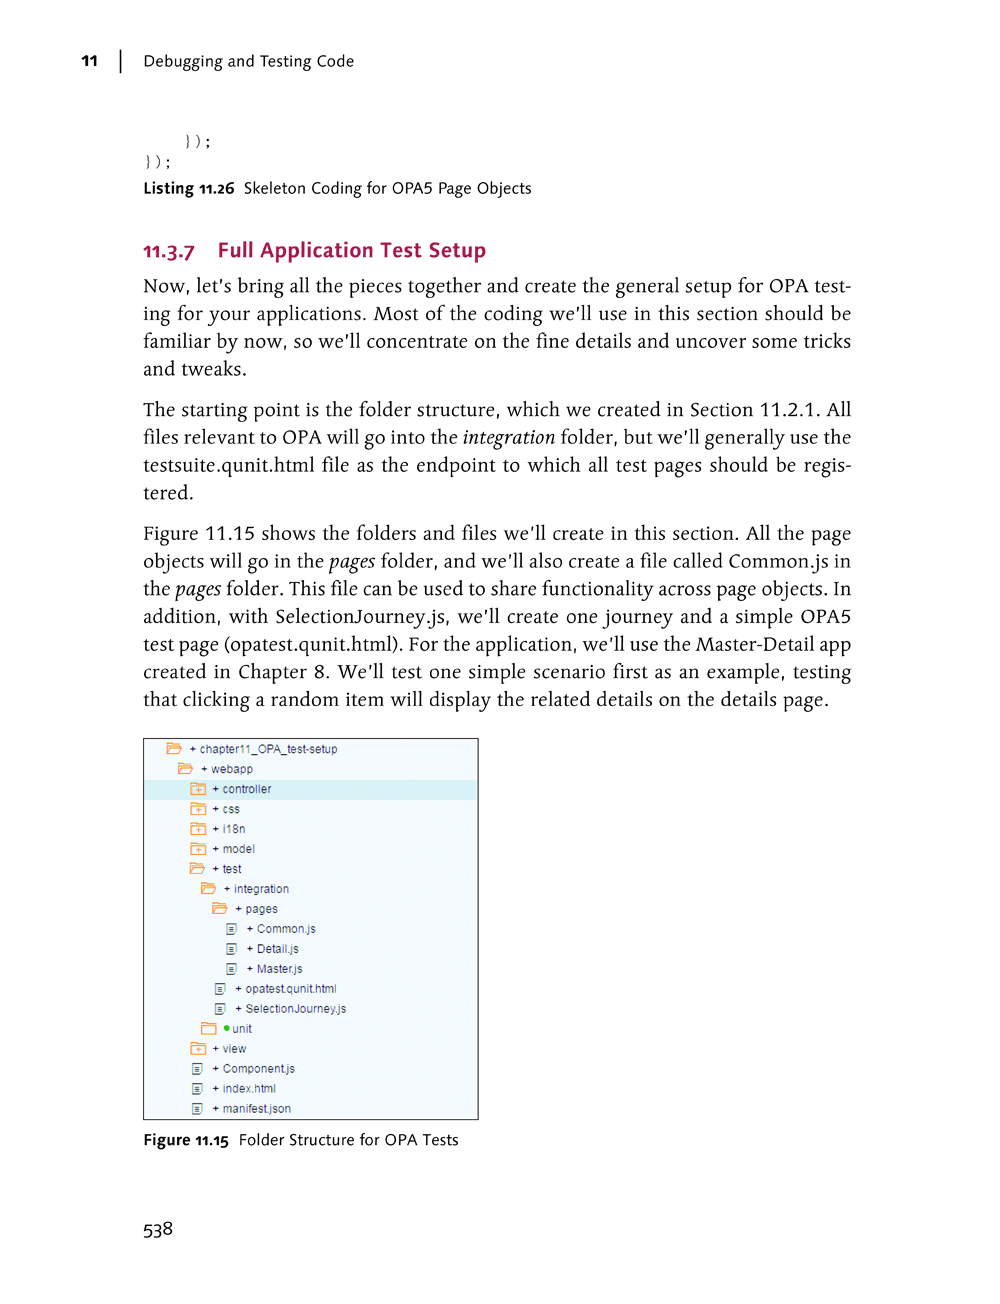 11 | Debugging and Testing Code
});
});
Listing 11.26 Skeleton Coding for OPA5 Page Objects
11.3.7 Full Application Test Setup
Now, let's bring all the pieces together and create the general setup for OPA test-
ing for your applications. Most of the coding we'll use in this section should be
familiar by now, so we'll concentrate on the fine details and uncover some tricks
and tweaks.
The starting point is the folder structure, which we created in Section 11.2.1. All
files relevant to OPA will go into the integration folder, but we'll generally use the
testsuite.qunit.html file as the endpoint to which all test pages should be regis-
tered.
Figure 11.15 shows the folders and files we'll create in this section. All the page
objects will go in the pages folder, and we'll also create a file called Common.js in
the pages folder. This file can be used to share functionality across page objects. In
addition, with SelectionJourney.js, we'll create one journey and a simple OPA5
test page (opatest.qunit.html). For the application, we'll use the Master-Detail app
created in Chapter 8. We'll test one simple scenario first as an example, testing
that clicking a random item will display the related details on the details page.
+ chapter11_OPA_test-setup
+ webapp
+ controller
+ css
+ i18n
+ model
+ test
+ integration
+ pages
+ Common.js
+ Detail.js
+ Master.js
+ opatest.qunit.html
+ SelectionJourney.js
unit
+ view
+ Component.js
+ index.html
+ manifest.json
Figure 11.15 Folder Structure for OPA Tests
538